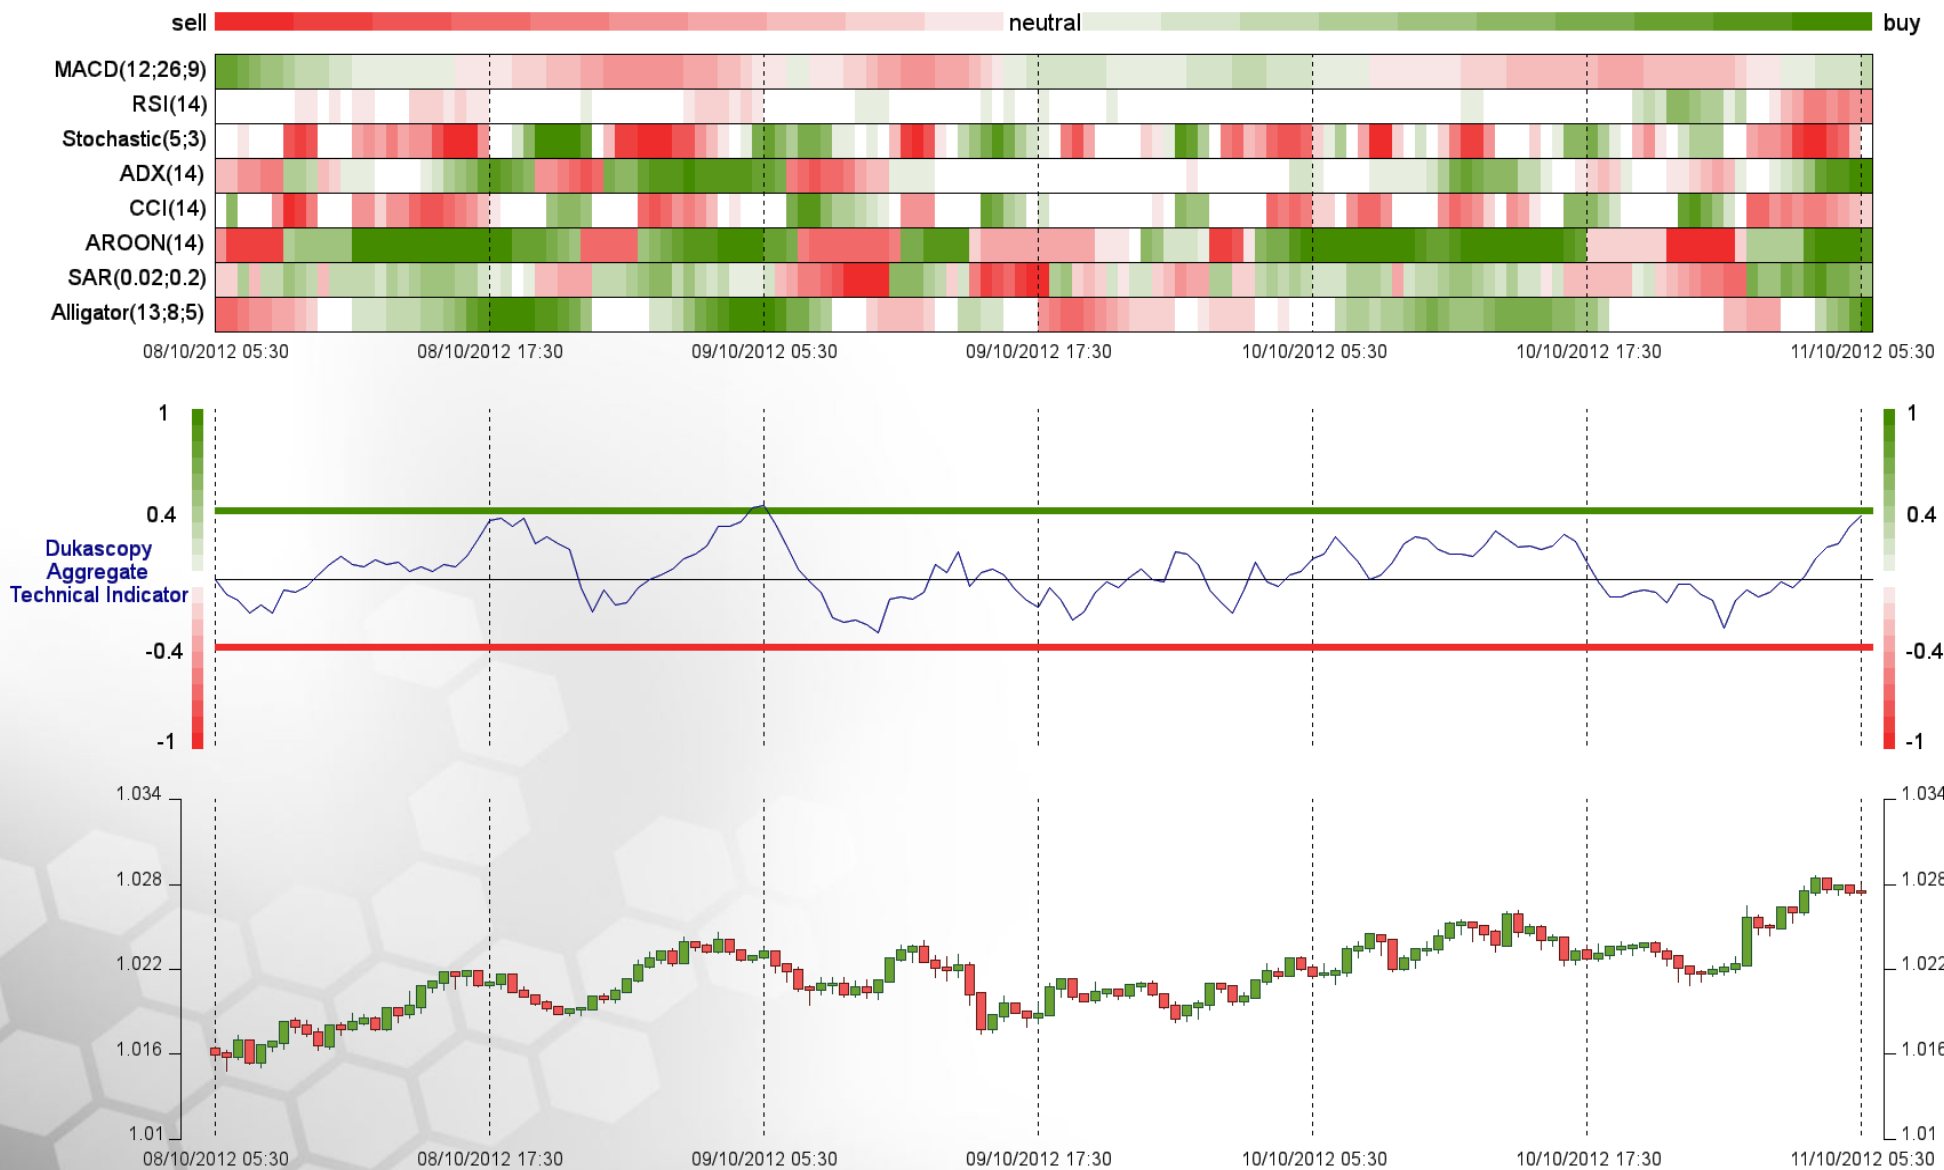 sell neutral buy
MACD(12;26;9)
RSI(14)
Stochastic(5;3)
ADX(14)
CCI(14)
AROON(14)
SAR(0.02;0.2)
Alligator(13;8;5)
08/10/2012 05:30 08/10/2012 17:30 09/10/2012 05:30 09/10/2012 17:30 10/10/2012 05:30 10/10/2012 17:30 11/10/2012 05:30
1 1
0.4 0.4
Dukascopy
Aggregate
Technical Indicator
-0.4 -0.4
-1 -1
1.034 1.034
1.028 1.028
1.022 1.022
1.016 1.016
1.01 1.01
08/10/2012 05:30 08/10/2012 17:30 09/10/2012 05:30 09/10/2012 17:30 10/10/2012 05:30 10/10/2012 17:30 11/10/2012 05:30